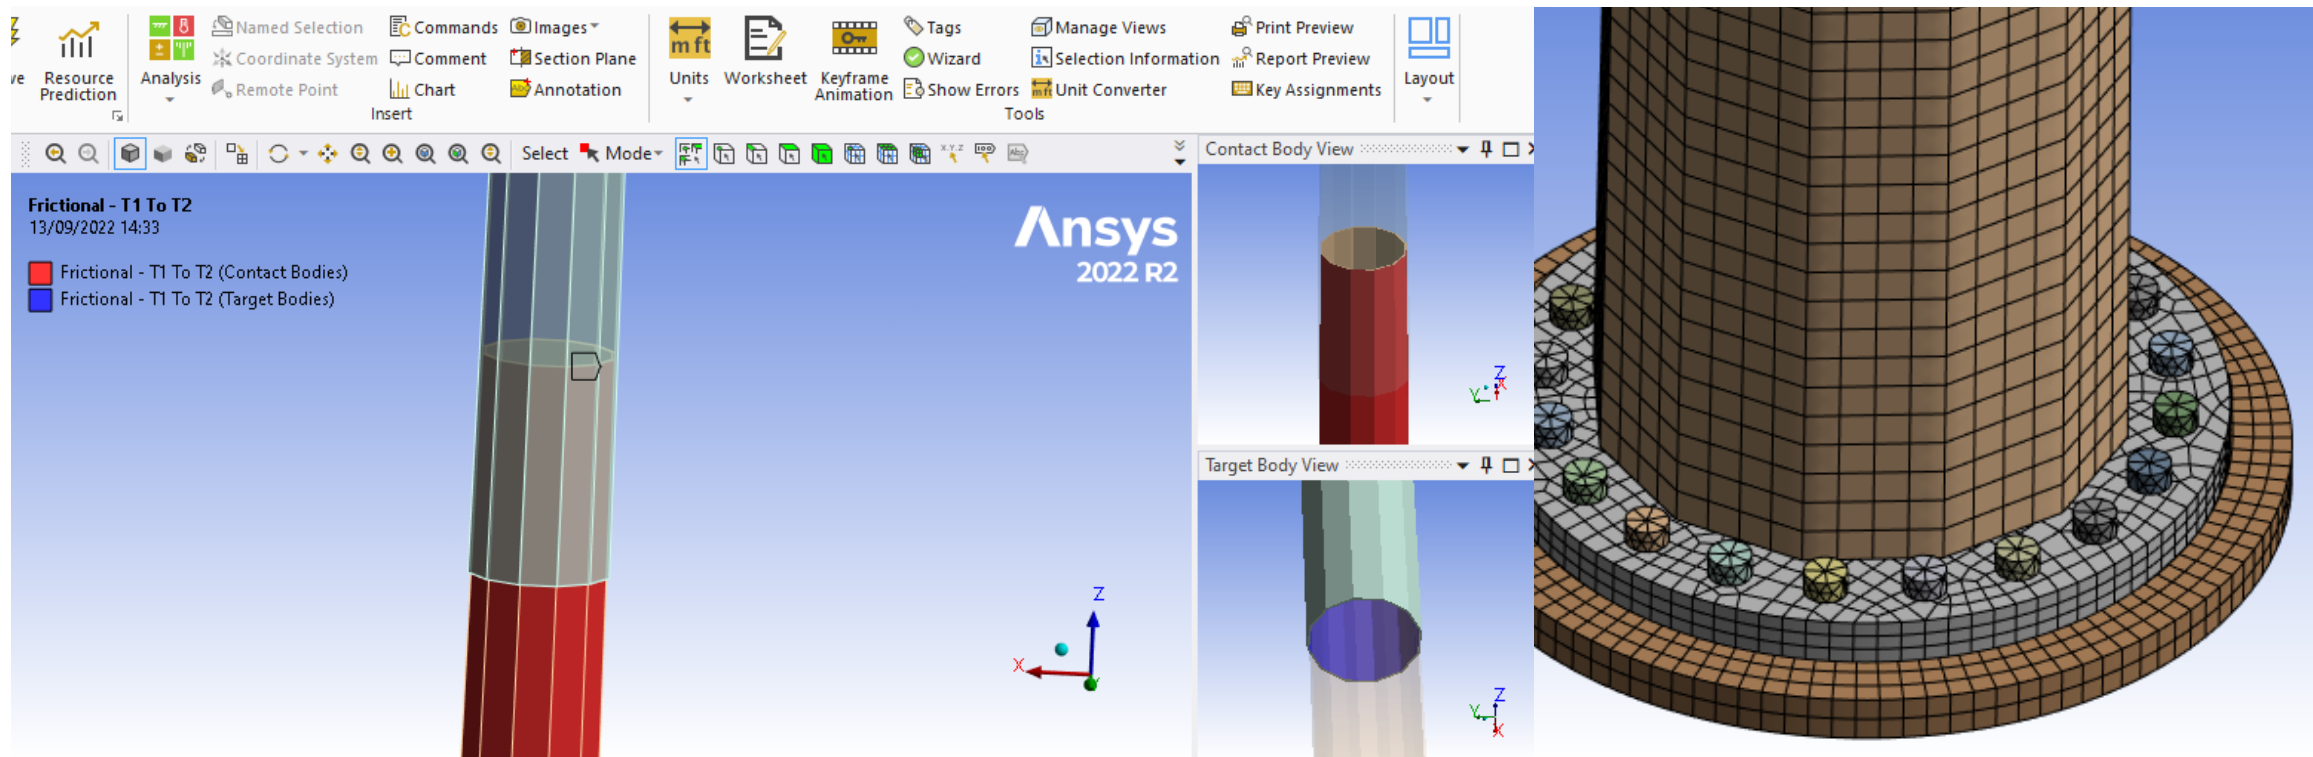 ve
Resource Prediction
Analysis
Named Selection
Coordinate System
Remote Point
Commands
Comment
Chart
Images
Section Plane
Annotation
Insert
m ft
Units
Worksheet
Keyframe Animation
Tags
Wizard
Show Errors
Manage Views
Selection Information
Unit Converter
Print Preview
Report Preview
Key Assignments
Tools
Layout
Select Mode
X.Y.Z
Contact Body View
Frictional - T1 To T2
13/09/2022 14:33
Frictional - T1 To T2 (Contact Bodies)
Frictional - T1 To T2 (Target Bodies)
Ansys
2022 R2
Z
X
Y
Z
X
Y
Target Body View
Z
Y
X